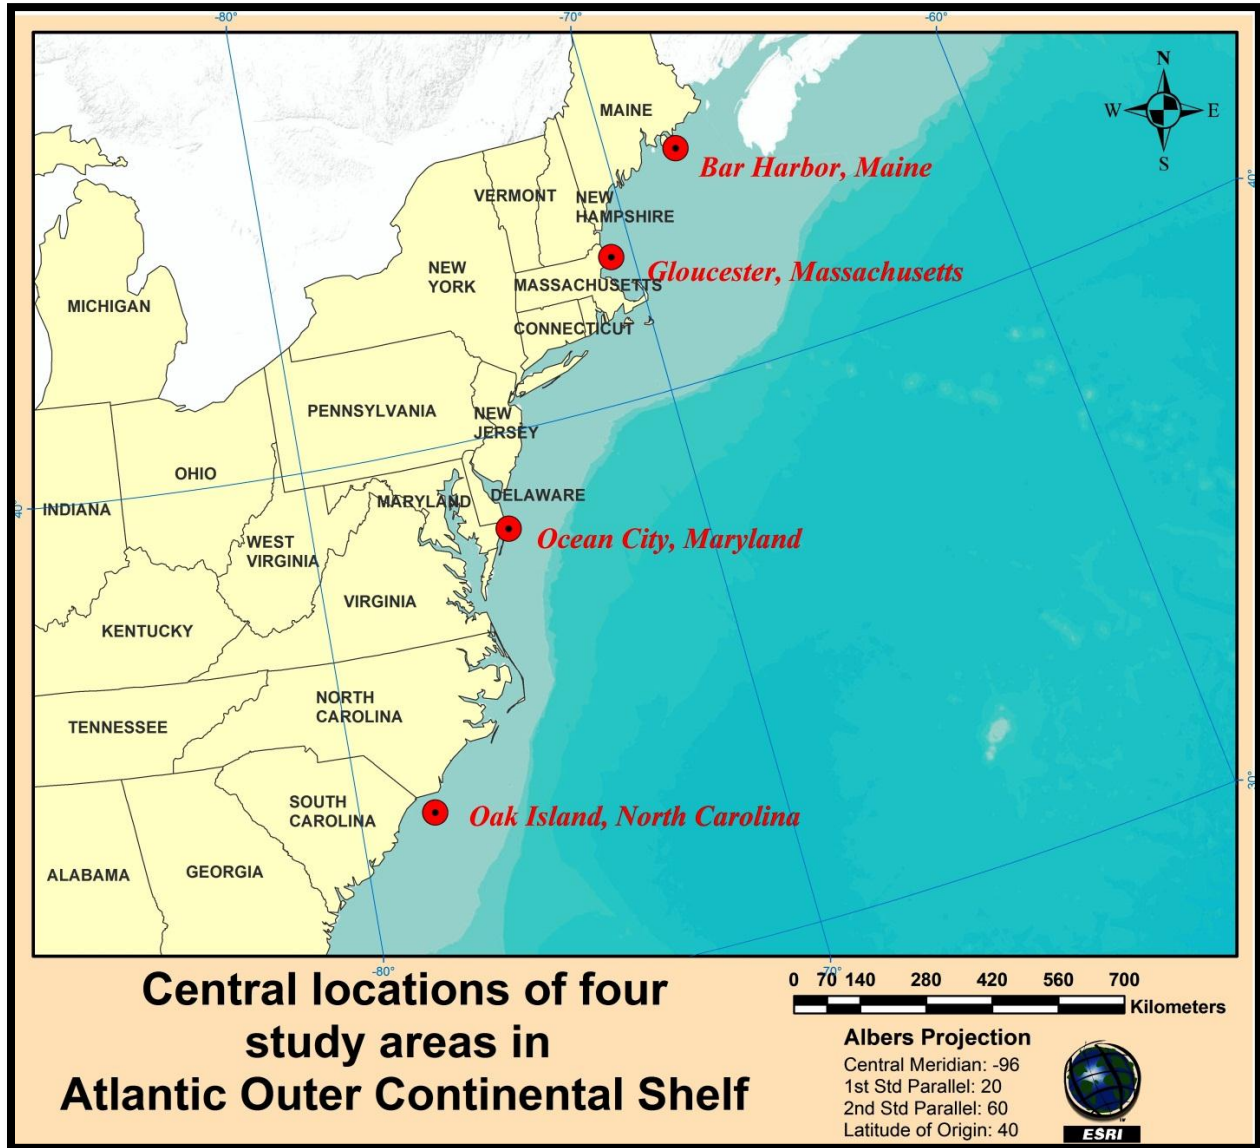 -80°
-70°
-60°
N
W
E
S
MAINE
Bar Harbor, Maine
VERMONT
NEW
HAMPSHIRE
40°
NEW
YORK
Gloucester, Massachusetts
MASSACHUSETTS
MICHIGAN
CONNECTICUT
PENNSYLVANIA
NEW
JERSEY
OHIO
40°
INDIANA
MARYLAND
DELAWARE
WEST
VIRGINIA
Ocean City, Maryland
VIRGINIA
KENTUCKY
NORTH
CAROLINA
TENNESSEE
30°
SOUTH
CAROLINA
Oak Island, North Carolina
ALABAMA
GEORGIA
-80°
-70°
Central locations of four
study areas in
Atlantic Outer Continental Shelf
0 70 140 280 420 560 700
Kilometers
Albers Projection
Central Meridian: -96
1st Std Parallel: 20
2nd Std Parallel: 60
Latitude of Origin: 40
ESRI